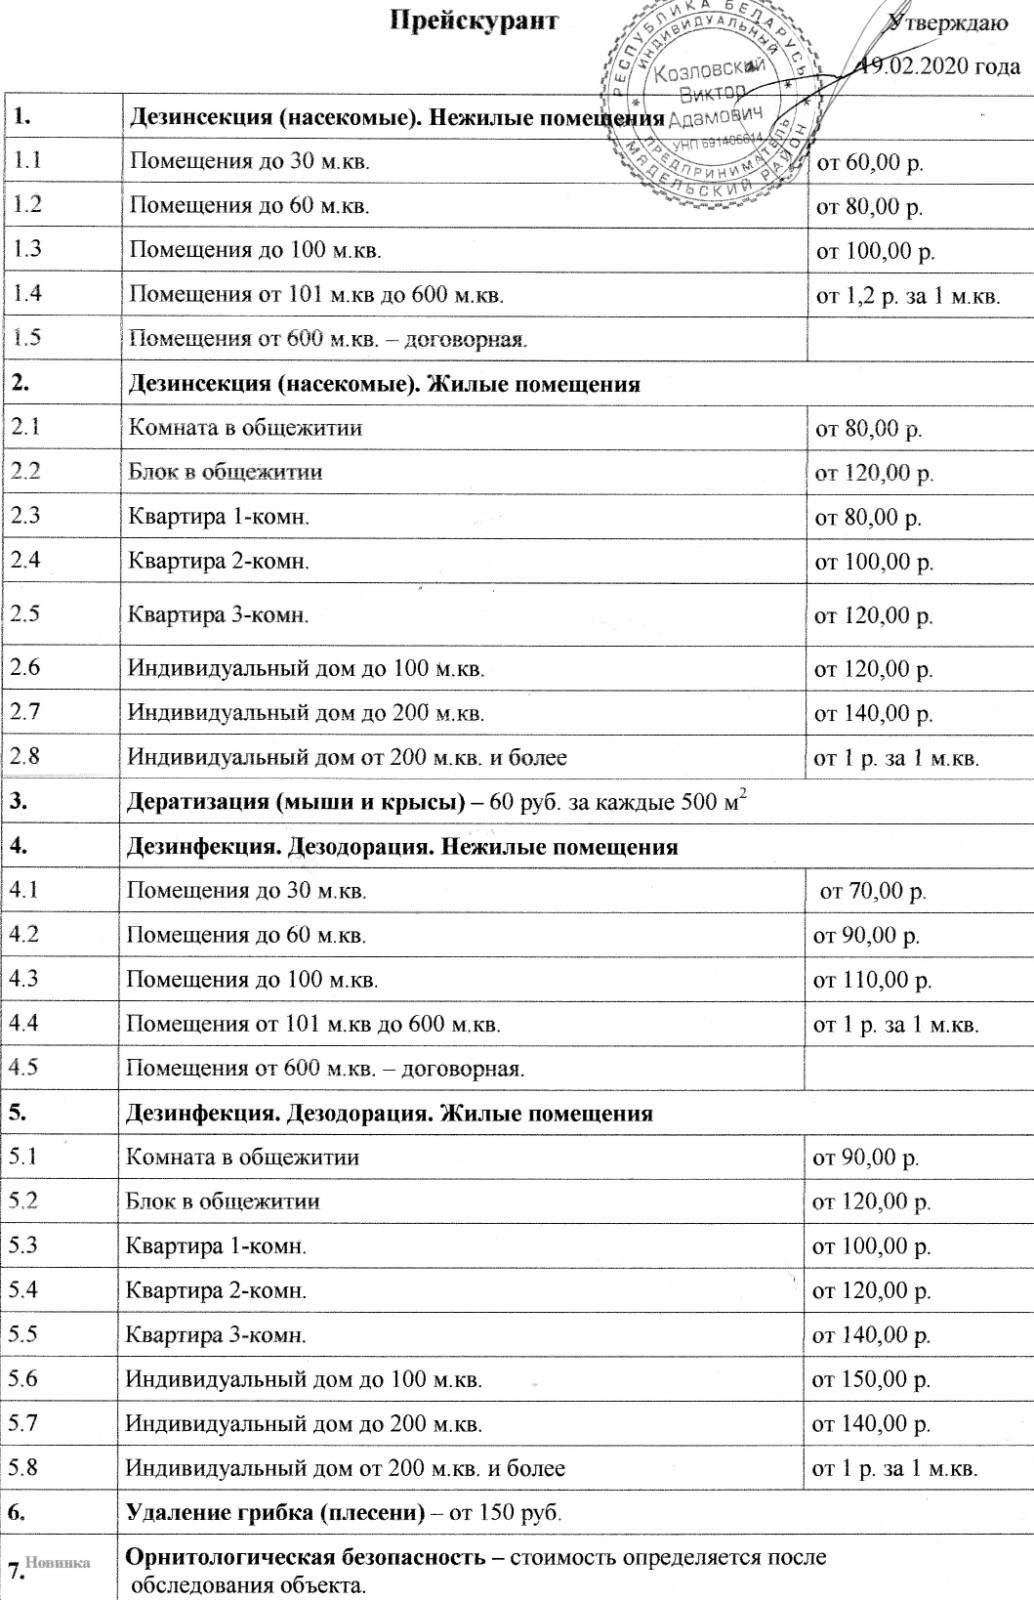 Прейскурант
Утверждаю
19.02.2020 года
РЕСПУБЛИКА БЕЛАРУСЬ * МЯДЕЛЬСКИЙ РАЙОН *
ИНДИВИДУАЛЬНЫЙ * ПРЕДПРИНИМАТЕЛЬ *
Козловский
Виктор
Адамович
УНП 691406614
1. Дезинсекция (насекомые). Нежилые помещения
1.1 Помещения до 30 м.кв. от 60,00 р.
1.2 Помещения до 60 м.кв. от 80,00 р.
1.3 Помещения до 100 м.кв. от 100,00 р.
1.4 Помещения от 101 м.кв до 600 м.кв. от 1,2 р. за 1 м.кв.
1.5 Помещения от 600 м.кв. – договорная.
2. Дезинсекция (насекомые). Жилые помещения
2.1 Комната в общежитии от 80,00 р.
2.2 Блок в общежитии от 120,00 р.
2.3 Квартира 1-комн. от 80,00 р.
2.4 Квартира 2-комн. от 100,00 р.
2.5 Квартира 3-комн. от 120,00 р.
2.6 Индивидуальный дом до 100 м.кв. от 120,00 р.
2.7 Индивидуальный дом до 200 м.кв. от 140,00 р.
2.8 Индивидуальный дом от 200 м.кв. и более от 1 р. за 1 м.кв.
3. Дератизация (мыши и крысы) – 60 руб. за каждые 500 м²
4. Дезинфекция. Дезодорация. Нежилые помещения
4.1 Помещения до 30 м.кв. от 70,00 р.
4.2 Помещения до 60 м.кв. от 90,00 р.
4.3 Помещения до 100 м.кв. от 110,00 р.
4.4 Помещения от 101 м.кв до 600 м.кв. от 1 р. за 1 м.кв.
4.5 Помещения от 600 м.кв. – договорная.
5. Дезинфекция. Дезодорация. Жилые помещения
5.1 Комната в общежитии от 90,00 р.
5.2 Блок в общежитии от 120,00 р.
5.3 Квартира 1-комн. от 100,00 р.
5.4 Квартира 2-комн. от 120,00 р.
5.5 Квартира 3-комн. от 140,00 р.
5.6 Индивидуальный дом до 100 м.кв. от 150,00 р.
5.7 Индивидуальный дом до 200 м.кв. от 140,00 р.
5.8 Индивидуальный дом от 200 м.кв. и более от 1 р. за 1 м.кв.
6. Удаление грибка (плесени) – от 150 руб.
7. Новинка Орнитологическая безопасность – стоимость определяется после
обследования объекта.